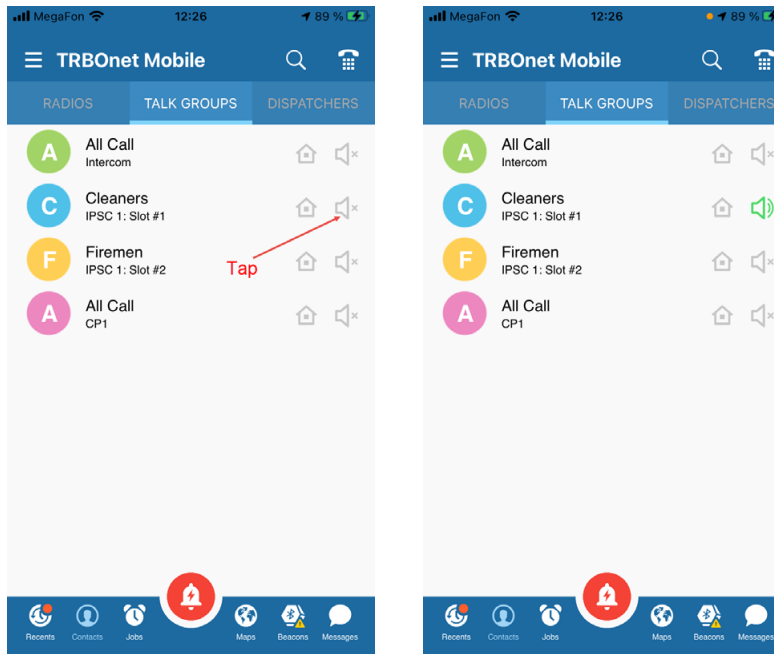 MegaFon 12:26 89 %
TRBOnet Mobile
RADIOS TALK GROUPS DISPATCHERS
A All Call
Intercom
C Cleaners
IPSC 1: Slot #1
F Firemen
IPSC 1: Slot #2
Tap
A All Call
CP1
Recents Contacts Jobs Maps Beacons Messages
MegaFon 12:26 89 %
TRBOnet Mobile
RADIOS TALK GROUPS DISPATCHERS
A All Call
Intercom
C Cleaners
IPSC 1: Slot #1
F Firemen
IPSC 1: Slot #2
A All Call
CP1
Recents Contacts Jobs Maps Beacons Messages